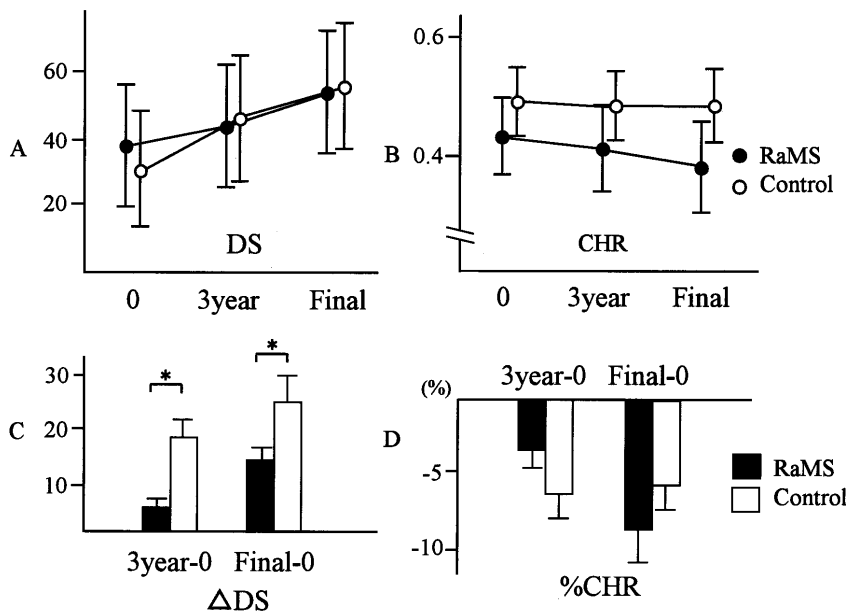 A
60
40
20
DS
0 3year Final
B
0.6
0.4
CHR
0 3year Final
RaMS
Control
C
30
20
10
*
*
3year-0 Final-0
△DS
D
(%)
3year-0 Final-0
-5
-10
%CHR
RaMS
Control